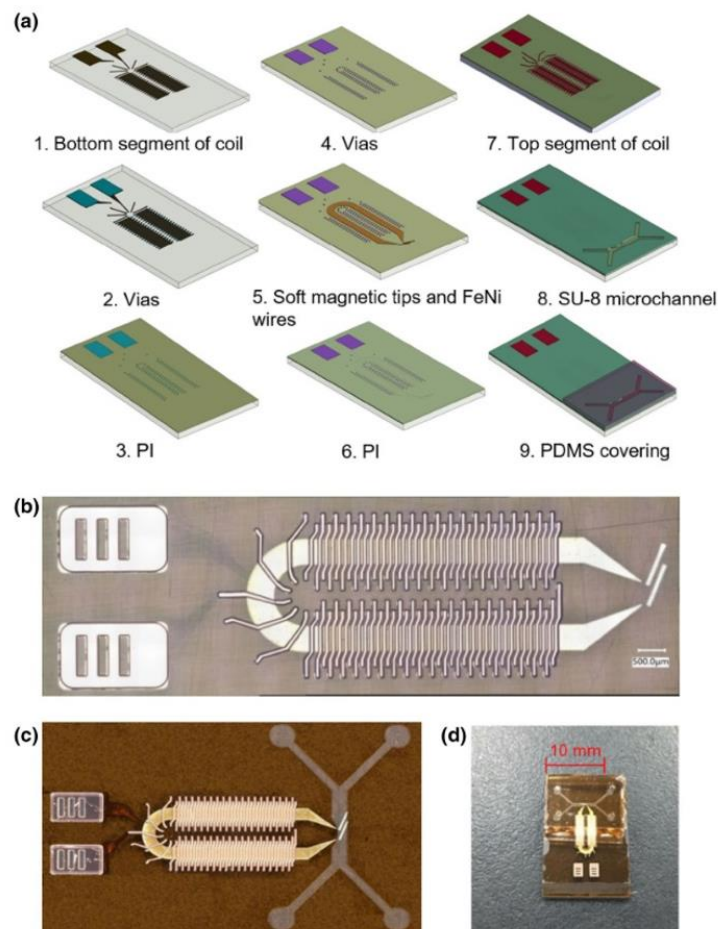 (a)
1. Bottom segment of coil
4. Vias
7. Top segment of coil
2. Vias
5. Soft magnetic tips and FeNi
wires
8. SU-8 microchannel
3. PI
6. PI
9. PDMS covering
(b)
500.0μm
(c)
(d)
10 mm